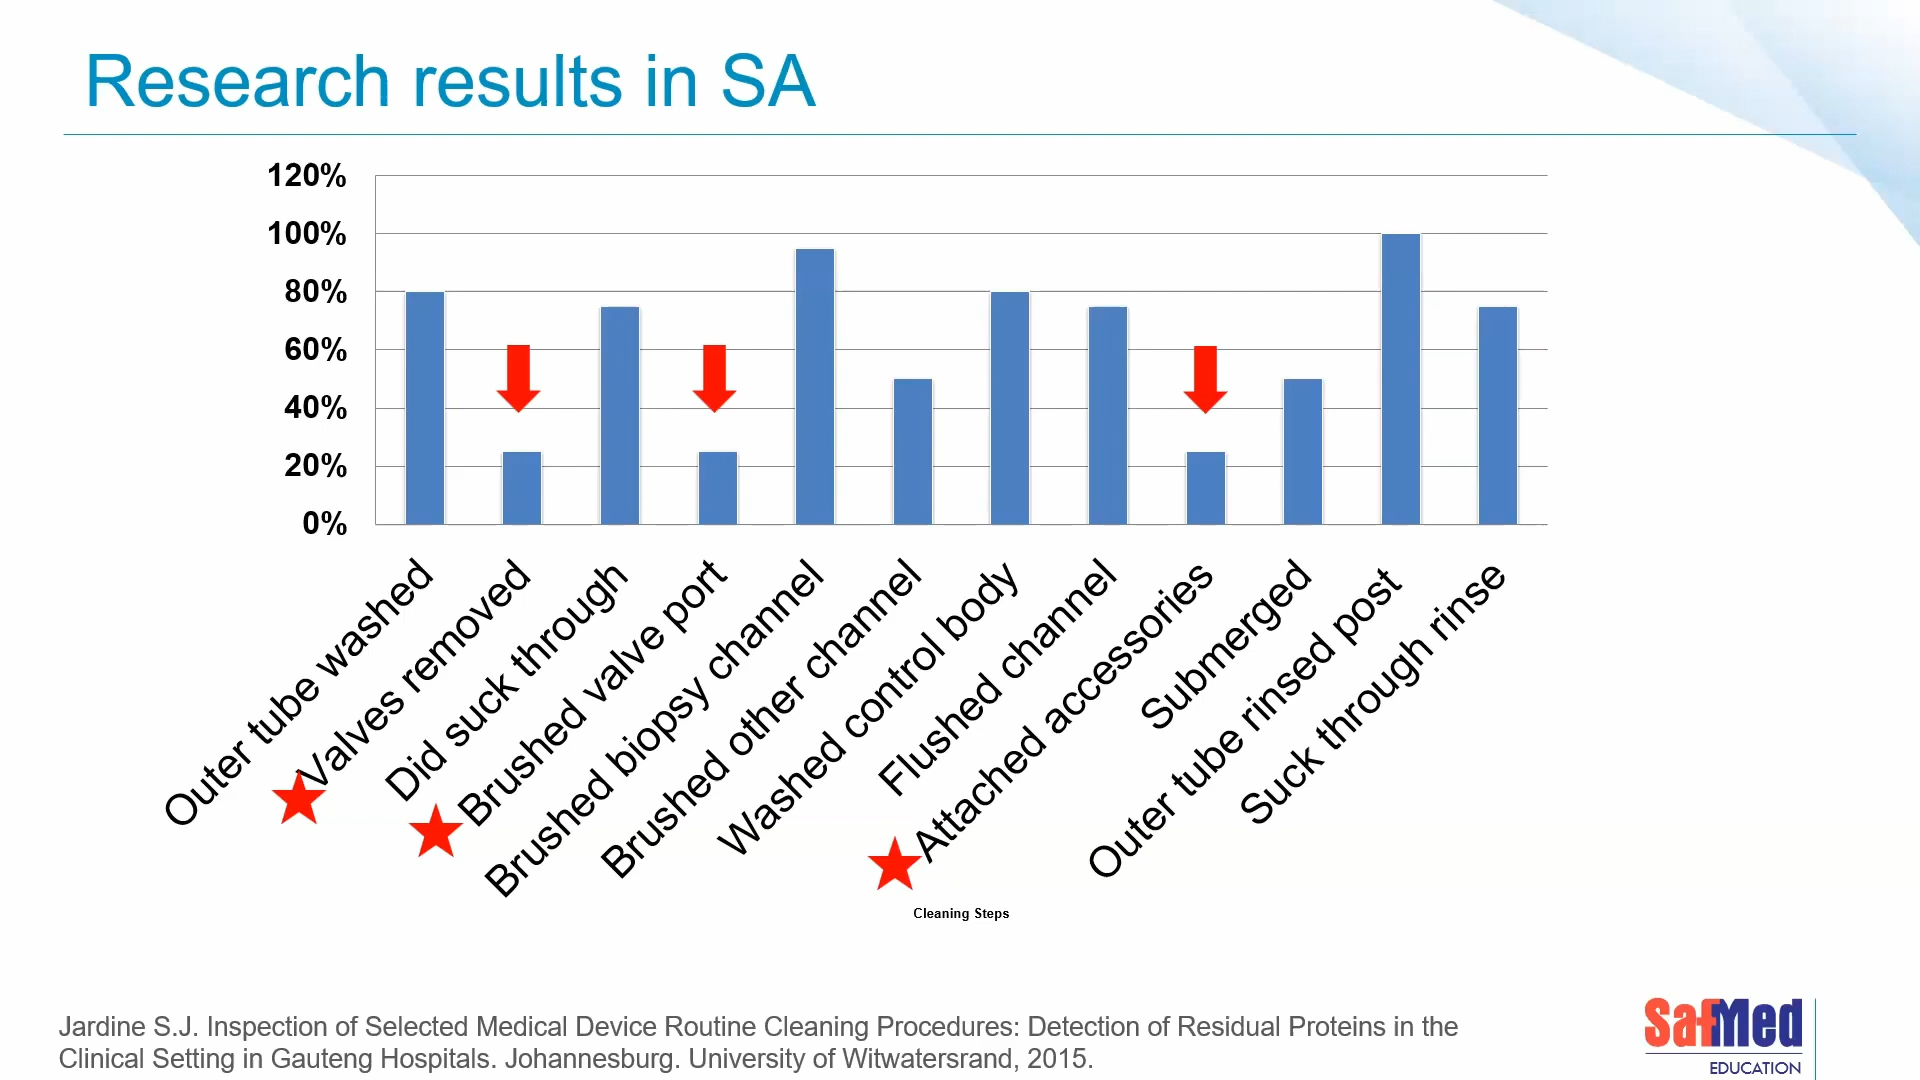 Research results in SA
120%
100%
80%
60%
40%
20%
0%
Outer tube washed
Valves removed
Did suck through
Brushed valve port
Brushed biopsy channel
Brushed other channel
Washed control body
Flushed channel
Attached accessories
Submerged
Outer tube rinsed post
Suck through rinse
Cleaning Steps
Jardine S.J. Inspection of Selected Medical Device Routine Cleaning Procedures: Detection of Residual Proteins in the
Clinical Setting in Gauteng Hospitals. Johannesburg. University of Witwatersrand, 2015.
SafMed
EDUCATION